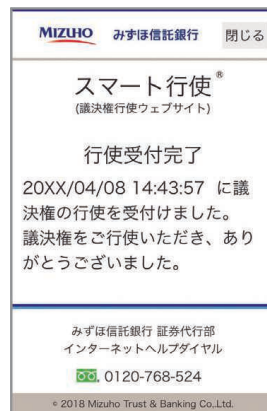 MIZUHO みずほ信託銀行 閉じる
スマート行使®
(議決権行使ウェブサイト)
行使受付完了
20XX/04/08 14:43:57 に議
決権の行使を受付けました。
議決権をご行使いただき、あり
がとうございました。
みずほ信託銀行 証券代行部
インターネットヘルプダイヤル
0120-768-524
© 2018 Mizuho Trust & Banking Co.,Ltd.